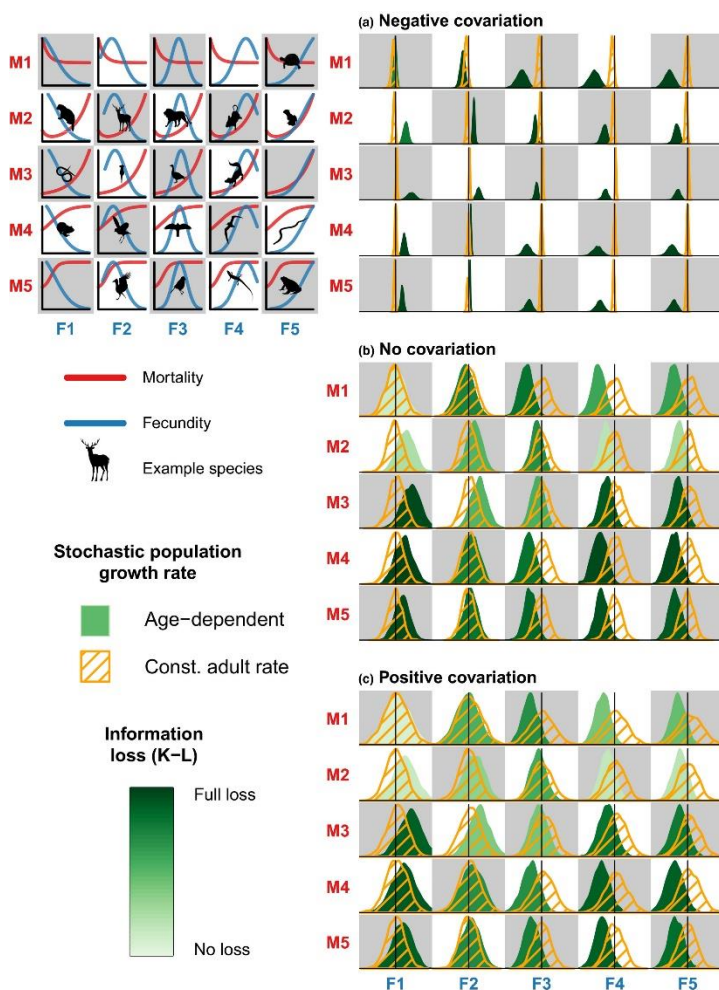 M1
M2
M3
M4
M5
F1 F2 F3 F4 F5
Mortality
Fecundity
Example species
Stochastic population
growth rate
Age−dependent
Const. adult rate
Information
loss (K−L)
Full loss
No loss
(a) Negative covariation
M1
M2
M3
M4
M5
(b) No covariation
M1
M2
M3
M4
M5
(c) Positive covariation
M1
M2
M3
M4
M5
F1 F2 F3 F4 F5